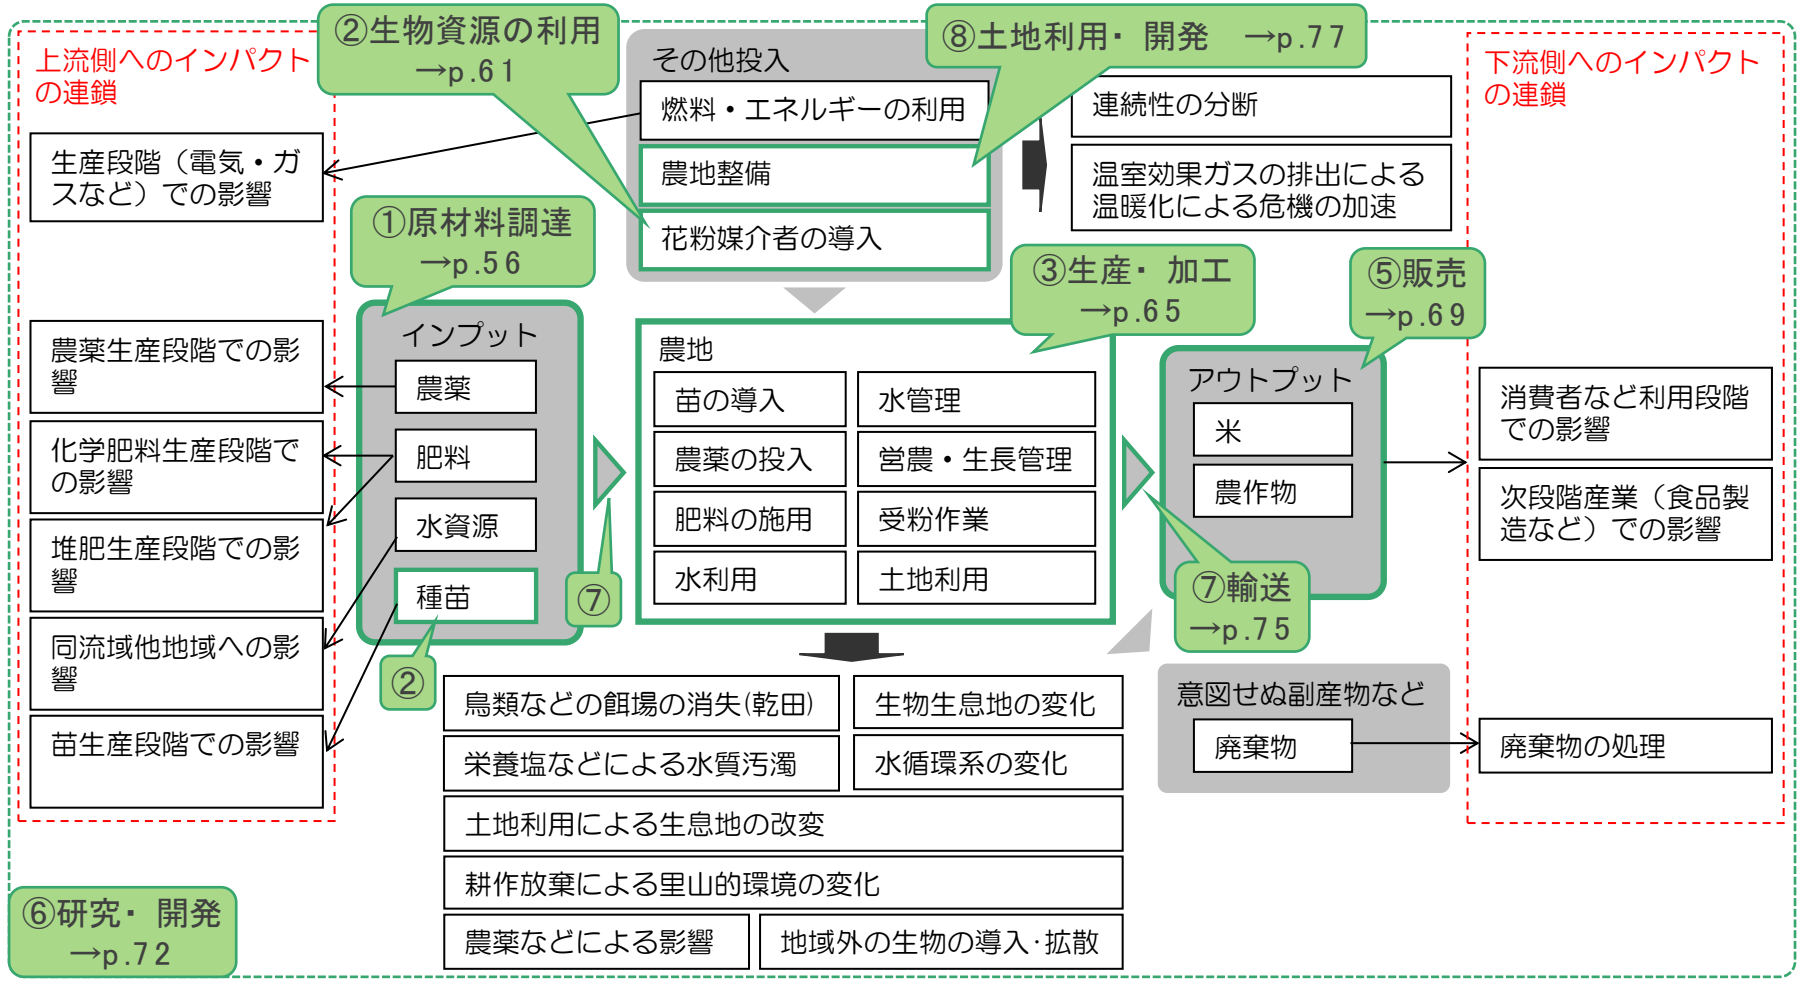 ②生物資源の利用
→p.61
⑧土地利用・開発 →p.77
上流側へのインパクト
の連鎖
その他投入
下流側へのインパクト
の連鎖
燃料・エネルギーの利用
農地整備
花粉媒介者の導入
連続性の分断
温室効果ガスの排出による
温暖化による危機の加速
生産段階（電気・ガ
スなど）での影響
①原材料調達
→p.56
③生産・加工
→p.65
⑤販売
→p.69
農薬生産段階での影
響
化学肥料生産段階で
の影響
堆肥生産段階での影
響
同流域他地域への影
響
苗生産段階での影響
インプット
農薬
肥料
水資源
種苗
②
⑦
農地
苗の導入
水管理
農薬の投入
営農・生長管理
肥料の施用
受粉作業
水利用
土地利用
アウトプット
米
農作物
⑦輸送
→p.75
消費者など利用段階
での影響
次段階産業（食品製
造など）での影響
鳥類などの餌場の消失(乾田)
生物生息地の変化
栄養塩などによる水質汚濁
水循環系の変化
土地利用による生息地の改変
耕作放棄による里山的環境の変化
農薬などによる影響
地域外の生物の導入・拡散
意図せぬ副産物など
廃棄物
廃棄物の処理
⑥研究・開発
→p.72